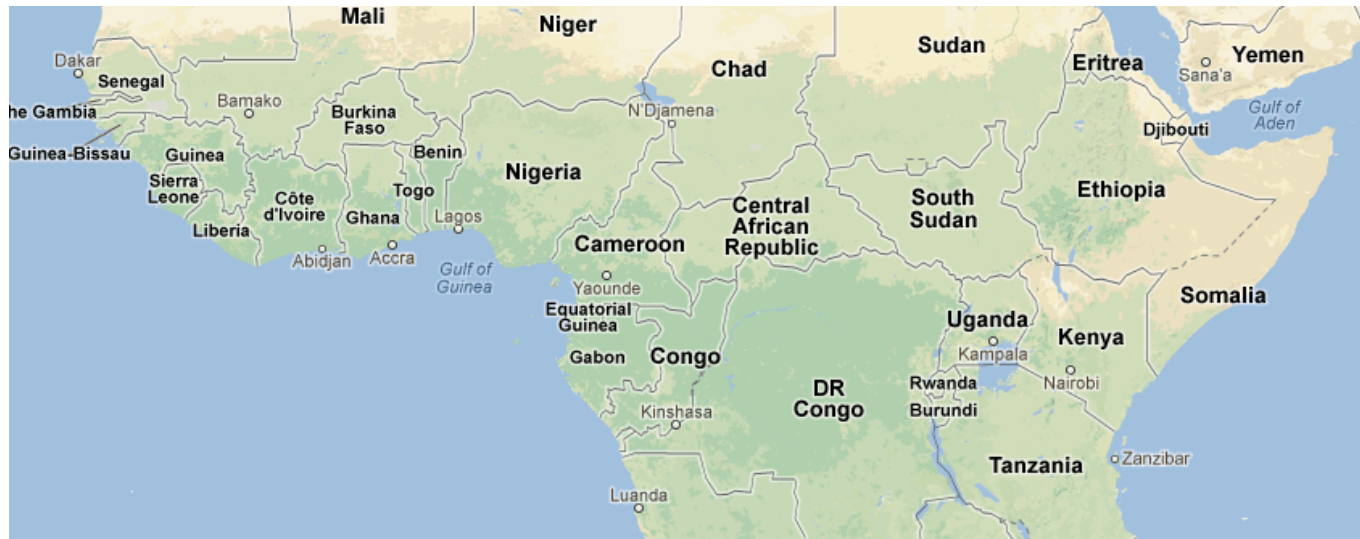 Mali
Niger
Sudan
Chad
Eritrea
Yemen
Sana'a
Dakar
Senegal
he Gambia
Bamako
Burkina
Faso
N'Djamena
Gulf of
Aden
Djibouti
Guinea-Bissau
Guinea
Benin
Nigeria
Sierra
Leone
Côte
d'Ivoire
Togo
Ghana
Liberia
Lagos
Central
African
Republic
South
Sudan
Ethiopia
Abidjan
Accra
Gulf of
Guinea
Cameroon
Yaounde
Equatorial
Guinea
Gabon
Congo
Uganda
Kampala
Kenya
Somalia
Nairobi
DR
Congo
Rwanda
Burundi
Kinshasa
Tanzania
Zanzibar
Luanda